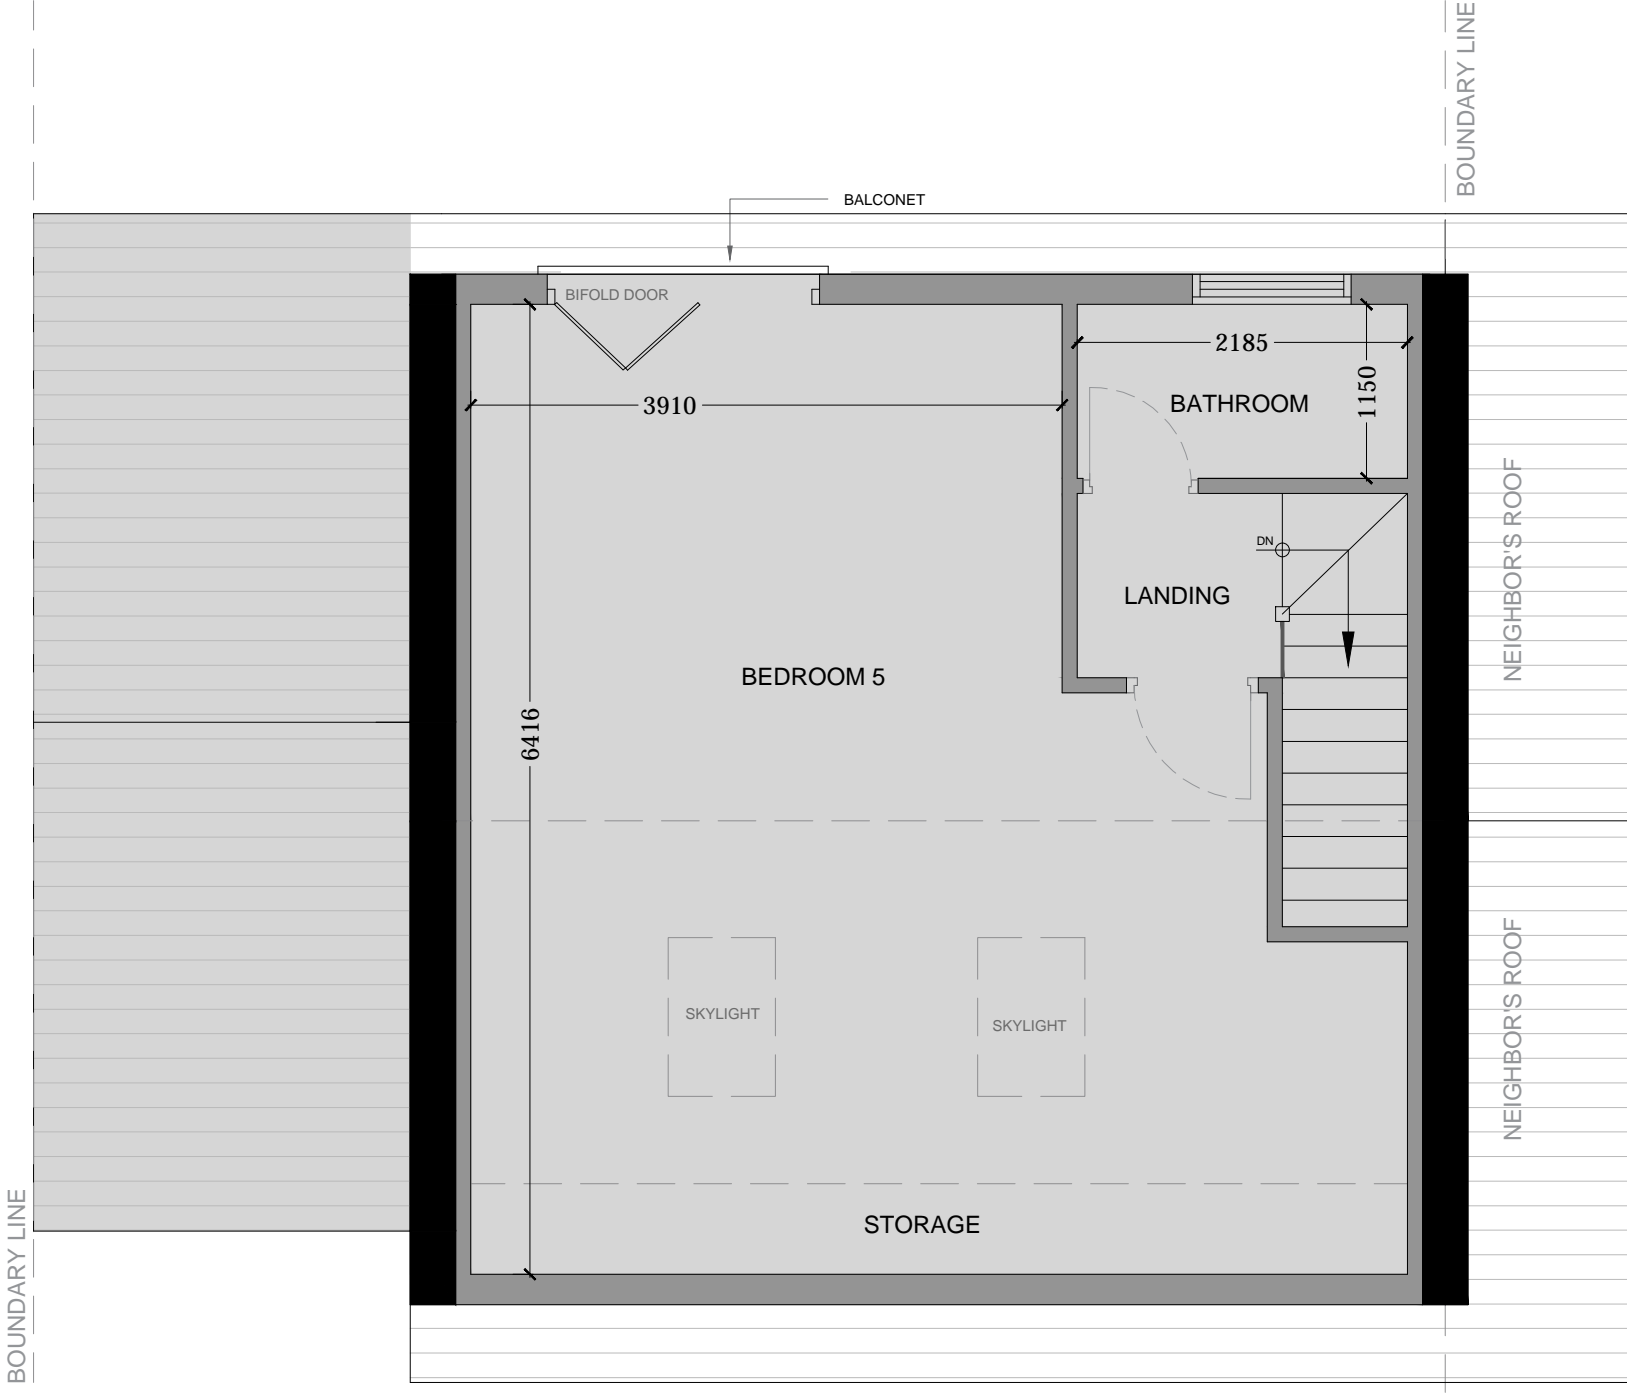 BOUNDARY LINE
BALCONET
BIFOLD DOOR
2185
1150
3910
BATHROOM
NEIGHBOR'S ROOF
DN
LANDING
BEDROOM 5
6416
SKYLIGHT
SKYLIGHT
NEIGHBOR'S ROOF
STORAGE
BOUNDARY LINE